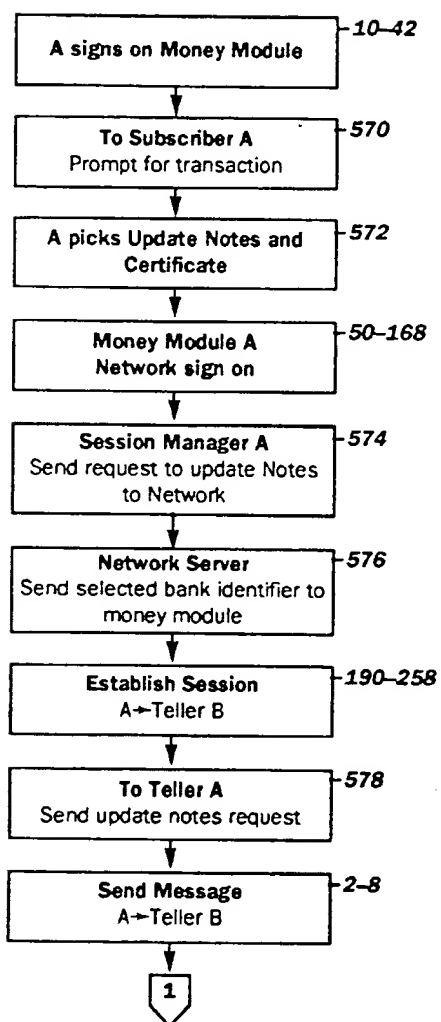 A signs on Money Module
10–42
To Subscriber A
Prompt for transaction
570
A picks Update Notes and
Certificate
572
Money Module A
Network sign on
50–168
Session Manager A
Send request to update Notes
to Network
574
Network Server
Send selected bank identifier to
money module
576
Establish Session
A→Teller B
190–258
To Teller A
Send update notes request
578
Send Message
A→Teller B
2–8
1